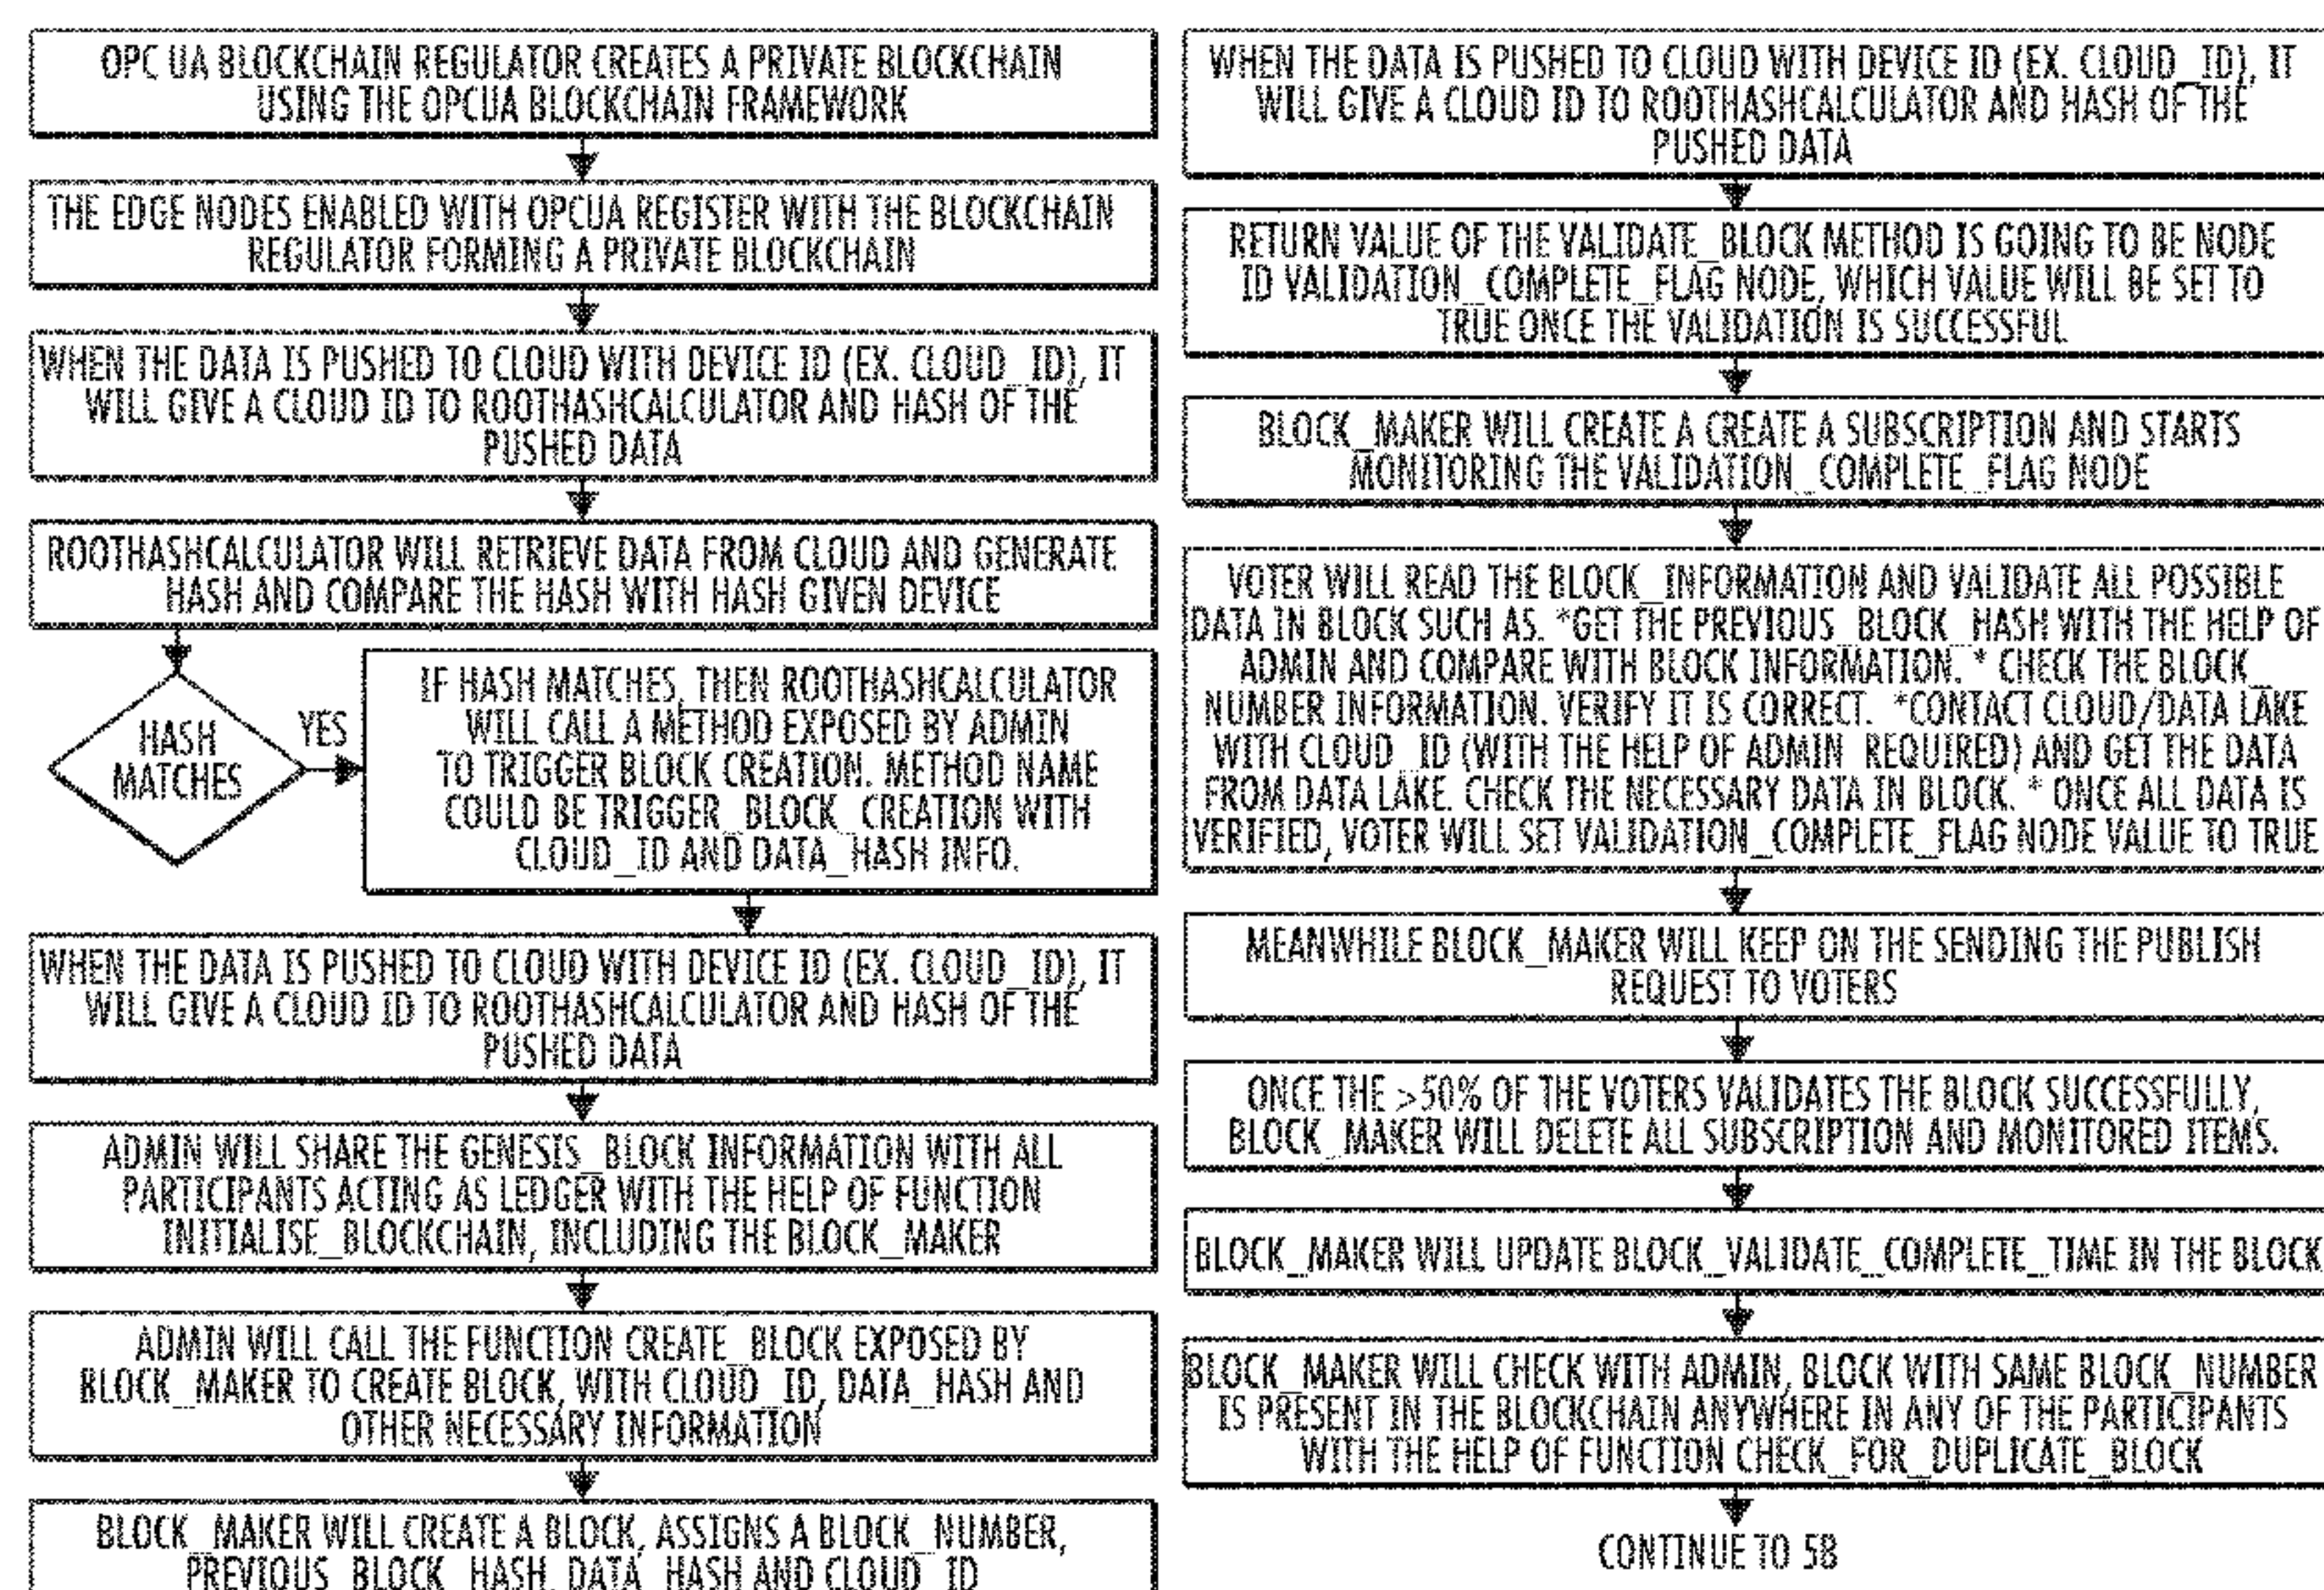 OPC UA BLOCKCHAIN REGULATOR CREATES A PRIVATE BLOCKCHAIN
USING THE OPCUA BLOCKCHAIN FRAMEWORK
THE EDGE NODES ENABLED WITH OPCUA REGISTER WITH THE BLOCKCHAIN
REGULATOR FORMING A PRIVATE BLOCKCHAIN
WHEN THE DATA IS PUSHED TO CLOUD WITH DEVICE ID (EX. CLOUD_ID), IT
WILL GIVE A CLOUD ID TO ROOTHASHCALCULATOR AND HASH OF THE
PUSHED DATA
ROOTHASHCALCULATOR WILL RETRIEVE DATA FROM CLOUD AND GENERATE
HASH AND COMPARE THE HASH WITH HASH GIVEN DEVICE
HASH
MATCHES
YES
IF HASH MATCHES, THEN ROOTHASHCALCULATOR
WILL CALL A METHOD EXPOSED BY ADMIN
TO TRIGGER BLOCK CREATION. METHOD NAME
COULD BE TRIGGER_BLOCK_CREATION WITH
CLOUD_ID AND DATA_HASH INFO.
WHEN THE DATA IS PUSHED TO CLOUD WITH DEVICE ID (EX. CLOUD_ID), IT
WILL GIVE A CLOUD ID TO ROOTHASHCALCULATOR AND HASH OF THE
PUSHED DATA
ADMIN WILL SHARE THE GENESIS_BLOCK INFORMATION WITH ALL
PARTICIPANTS ACTING AS LEDGER WITH THE HELP OF FUNCTION
INITIALISE_BLOCKCHAIN, INCLUDING THE BLOCK_MAKER
ADMIN WILL CALL THE FUNCTION CREATE_BLOCK EXPOSED BY
BLOCK_MAKER TO CREATE BLOCK, WITH CLOUD_ID, DATA_HASH AND
OTHER NECESSARY INFORMATION
BLOCK_MAKER WILL CREATE A BLOCK, ASSIGNS A BLOCK_NUMBER,
PREVIOUS_BLOCK_HASH, DATA_HASH AND CLOUD_ID
WHEN THE DATA IS PUSHED TO CLOUD WITH DEVICE ID (EX. CLOUD_ID), IT
WILL GIVE A CLOUD ID TO ROOTHASHCALCULATOR AND HASH OF THE
PUSHED DATA
RETURN VALUE OF THE VALIDATE_BLOCK METHOD IS GOING TO BE NODE
ID VALIDATION_COMPLETE_FLAG NODE, WHICH VALUE WILL BE SET TO
TRUE ONCE THE VALIDATION IS SUCCESSFUL
BLOCK_MAKER WILL CREATE A CREATE A SUBSCRIPTION AND STARTS
MONITORING THE VALIDATION_COMPLETE_FLAG NODE
VOTER WILL READ THE BLOCK_INFORMATION AND VALIDATE ALL POSSIBLE
DATA IN BLOCK SUCH AS. *GET THE PREVIOUS_BLOCK_HASH WITH THE HELP OF
ADMIN AND COMPARE WITH BLOCK INFORMATION. * CHECK THE BLOCK_
NUMBER INFORMATION. VERIFY IT IS CORRECT. *CONTACT CLOUD/DATA LAKE
WITH CLOUD_ID (WITH THE HELP OF ADMIN_REQUIRED) AND GET THE DATA
FROM DATA LAKE. CHECK THE NECESSARY DATA IN BLOCK. * ONCE ALL DATA IS
VERIFIED, VOTER WILL SET VALIDATION_COMPLETE_FLAG NODE VALUE TO TRUE
MEANWHILE BLOCK_MAKER WILL KEEP ON THE SENDING THE PUBLISH
REQUEST TO VOTERS
ONCE THE >50% OF THE VOTERS VALIDATES THE BLOCK SUCCESSFULLY,
BLOCK_MAKER WILL DELETE ALL SUBSCRIPTION AND MONITORED ITEMS.
BLOCK_MAKER WILL UPDATE BLOCK_VALIDATE_COMPLETE_TIME IN THE BLOCK
BLOCK_MAKER WILL CHECK WITH ADMIN, BLOCK WITH SAME BLOCK_NUMBER
IS PRESENT IN THE BLOCKCHAIN ANYWHERE IN ANY OF THE PARTICIPANTS
WITH THE HELP OF FUNCTION CHECK_FOR_DUPLICATE_BLOCK
CONTINUE TO 5B